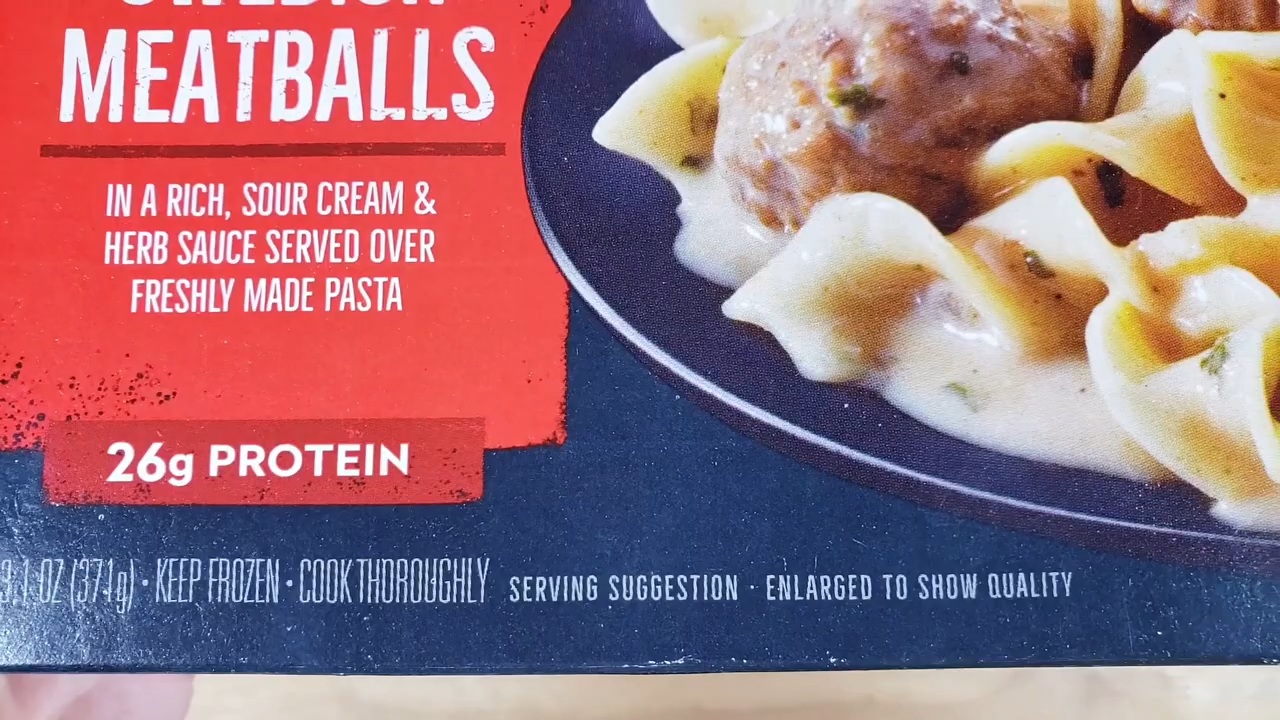 MEATBALLS
IN A RICH, SOUR CREAM &
HERB SAUCE SERVED OVER
FRESHLY MADE PASTA
26g PROTEIN
OZ (371g) • KEEP FROZEN • COOK THOROUGHLY SERVING SUGGESTION · ENLARGED TO SHOW QUALITY